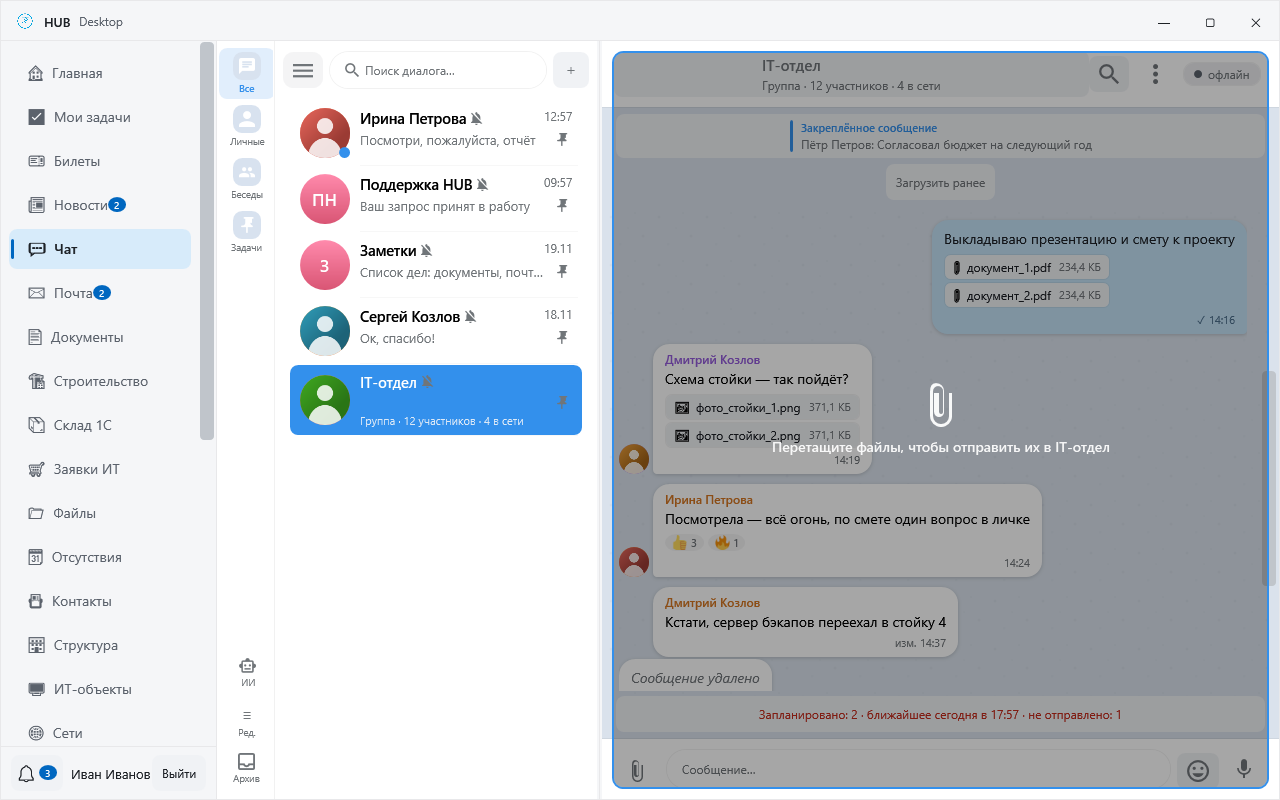 HUB Desktop
Главная
Мои задачи
Билеты
Новости 2
Чат
Почта 2
Документы
Строительство
Склад 1С
Заявки ИТ
Файлы
31 Отсутствия
Контакты
Структура
ИТ-объекты
Сети
3 Иван Иванов Выйти
Все
Личные
Беседы
Задачи
ИИ
Ред.
Архив
Поиск диалога... +
Ирина Петрова 12:57
Посмотри, пожалуйста, отчёт
ПН
Поддержка HUB 09:57
Ваш запрос принят в работу
З
Заметки 19.11
Список дел: документы, почт...
Сергей Козлов 18.11
Ок, спасибо!
IT-отдел
Группа · 12 участников · 4 в сети
IT-отдел
Группа · 12 участников · 4 в сети
офлайн
Закреплённое сообщение
Пётр Петров: Согласовал бюджет на следующий год
Загрузить ранее
Выкладываю презентацию и смету к проекту
документ_1.pdf 234,4 КБ
документ_2.pdf 234,4 КБ
✓ 14:16
Дмитрий Козлов
Схема стойки — так пойдёт?
фото_стойки_1.png 371,1 КБ
фото_стойки_2.png 371,1 КБ
14:19
Перетащите файлы, чтобы отправить их в IT-отдел
Ирина Петрова
Посмотрела — всё огонь, по смете один вопрос в личке
👍 3 🔥 1
14:24
Дмитрий Козлов
Кстати, сервер бэкапов переехал в стойку 4
изм. 14:37
Сообщение удалено
Запланировано: 2 · ближайшее сегодня в 17:57 · не отправлено: 1
Сообщение...